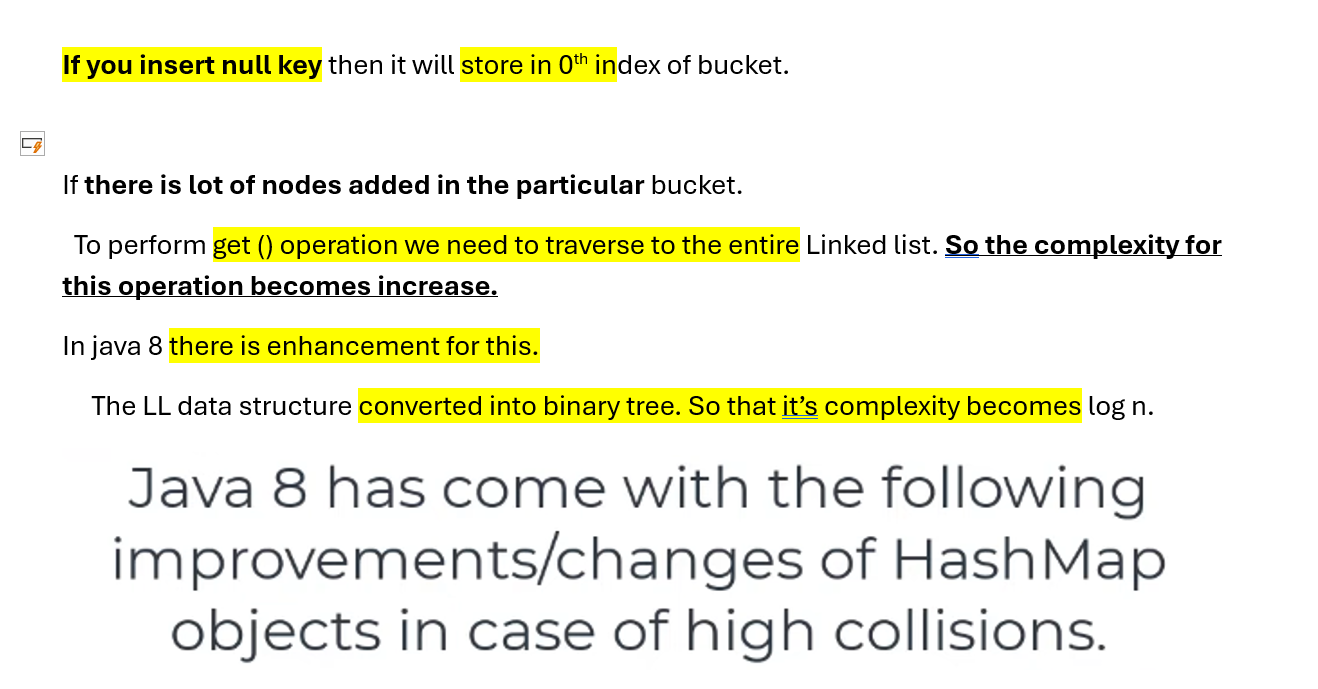 If you insert null key then it will store in 0th index of bucket.
If there is lot of nodes added in the particular bucket.
To perform get () operation we need to traverse to the entire Linked list. So the complexity for
this operation becomes increase.
In java 8 there is enhancement for this.
The LL data structure converted into binary tree. So that it’s complexity becomes log n.
Java 8 has come with the following
improvements/changes of HashMap
objects in case of high collisions.